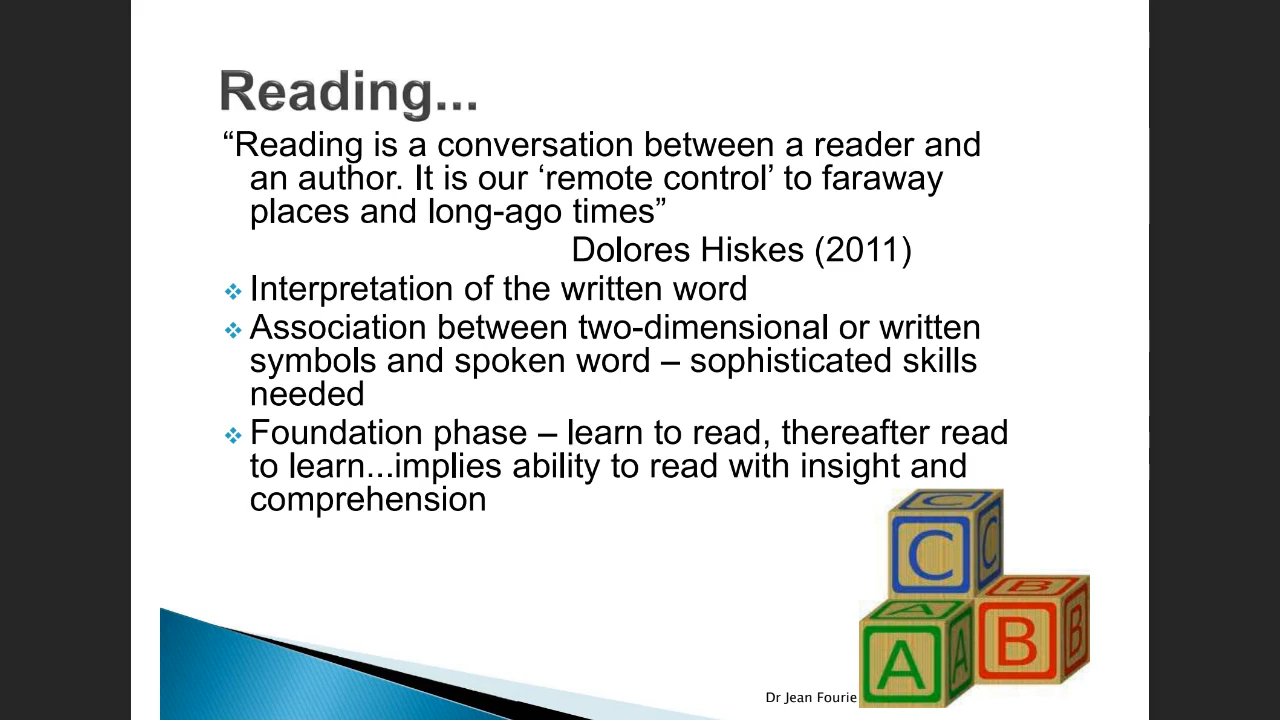 Reading...
“Reading is a conversation between a reader and
an author. It is our ‘remote control’ to faraway
places and long-ago times”
Dolores Hiskes (2011)
Interpretation of the written word
Association between two-dimensional or written
symbols and spoken word – sophisticated skills
needed
Foundation phase – learn to read, thereafter read
to learn...implies ability to read with insight and
comprehension
C
C
C
B
A
B
B
A
A
Dr Jean Fourie